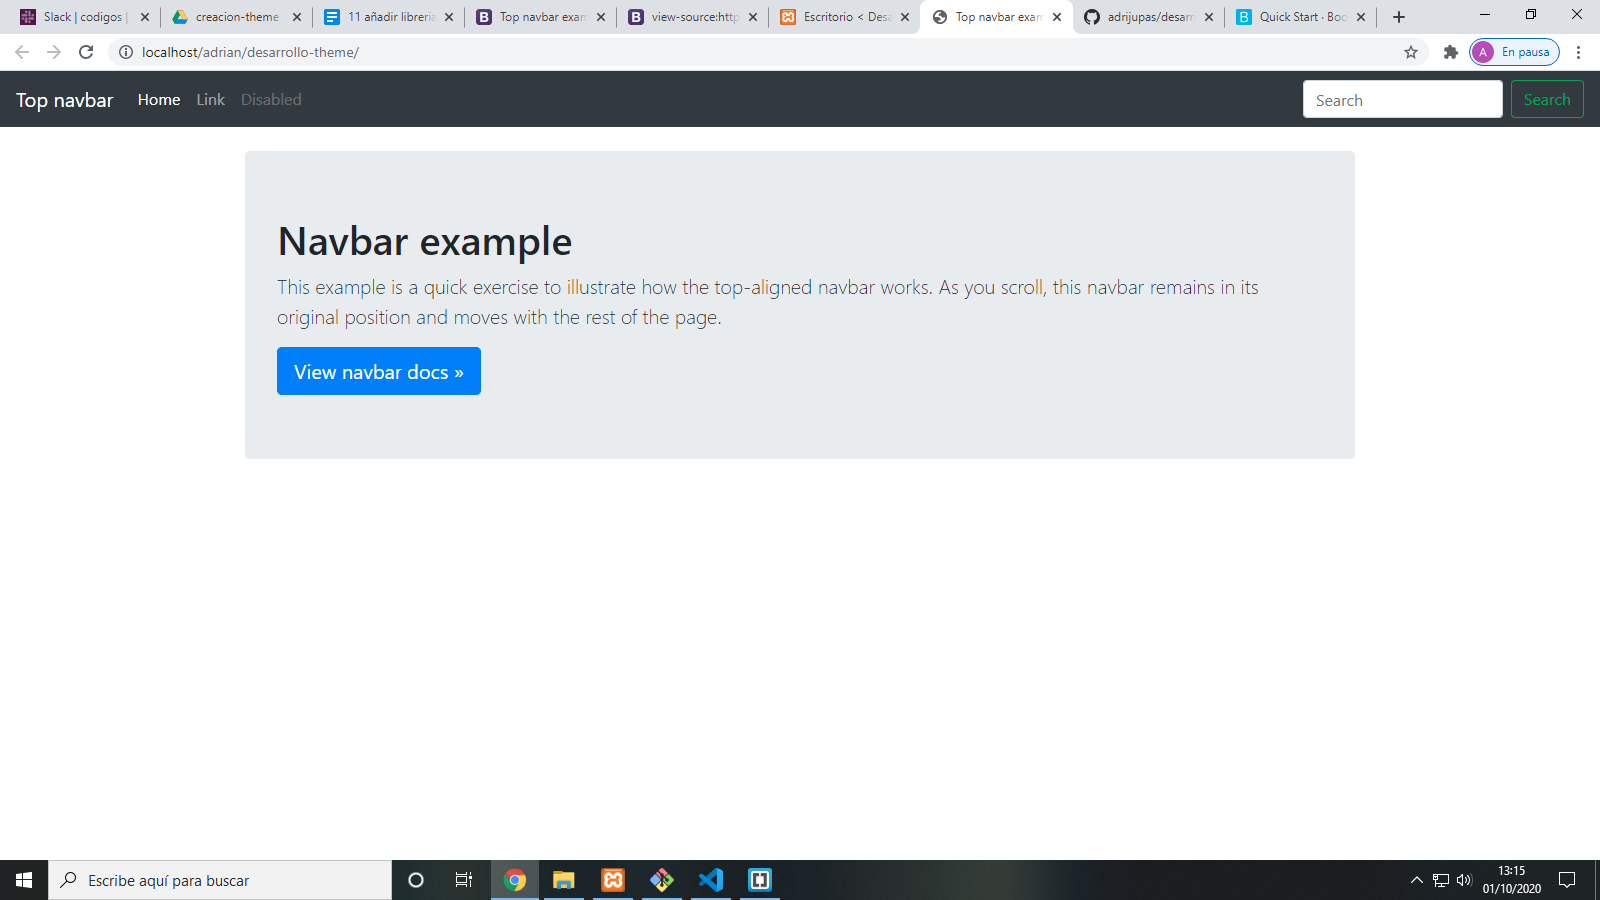 Slack | codigos |
creacion-theme
11 añadir libreria
Top navbar exam
view-source:http
Escritorio < Desa
Top navbar exam
adrijupas/desarr
Quick Start · Boo
localhost/adrian/desarrollo-theme/
A En pausa
Top navbar Home Link Disabled Search Search
Navbar example
This example is a quick exercise to illustrate how the top-aligned navbar works. As you scroll, this navbar remains in its
original position and moves with the rest of the page.
View navbar docs »
Escribe aquí para buscar
13:15
01/10/2020